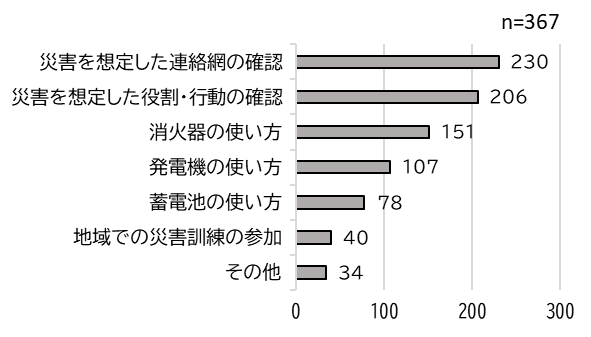 n=367
災害を想定した連絡網の確認 230
災害を想定した役割・行動の確認 206
消火器の使い方 151
発電機の使い方 107
蓄電池の使い方 78
地域での災害訓練の参加 40
その他 34
0 100 200 300